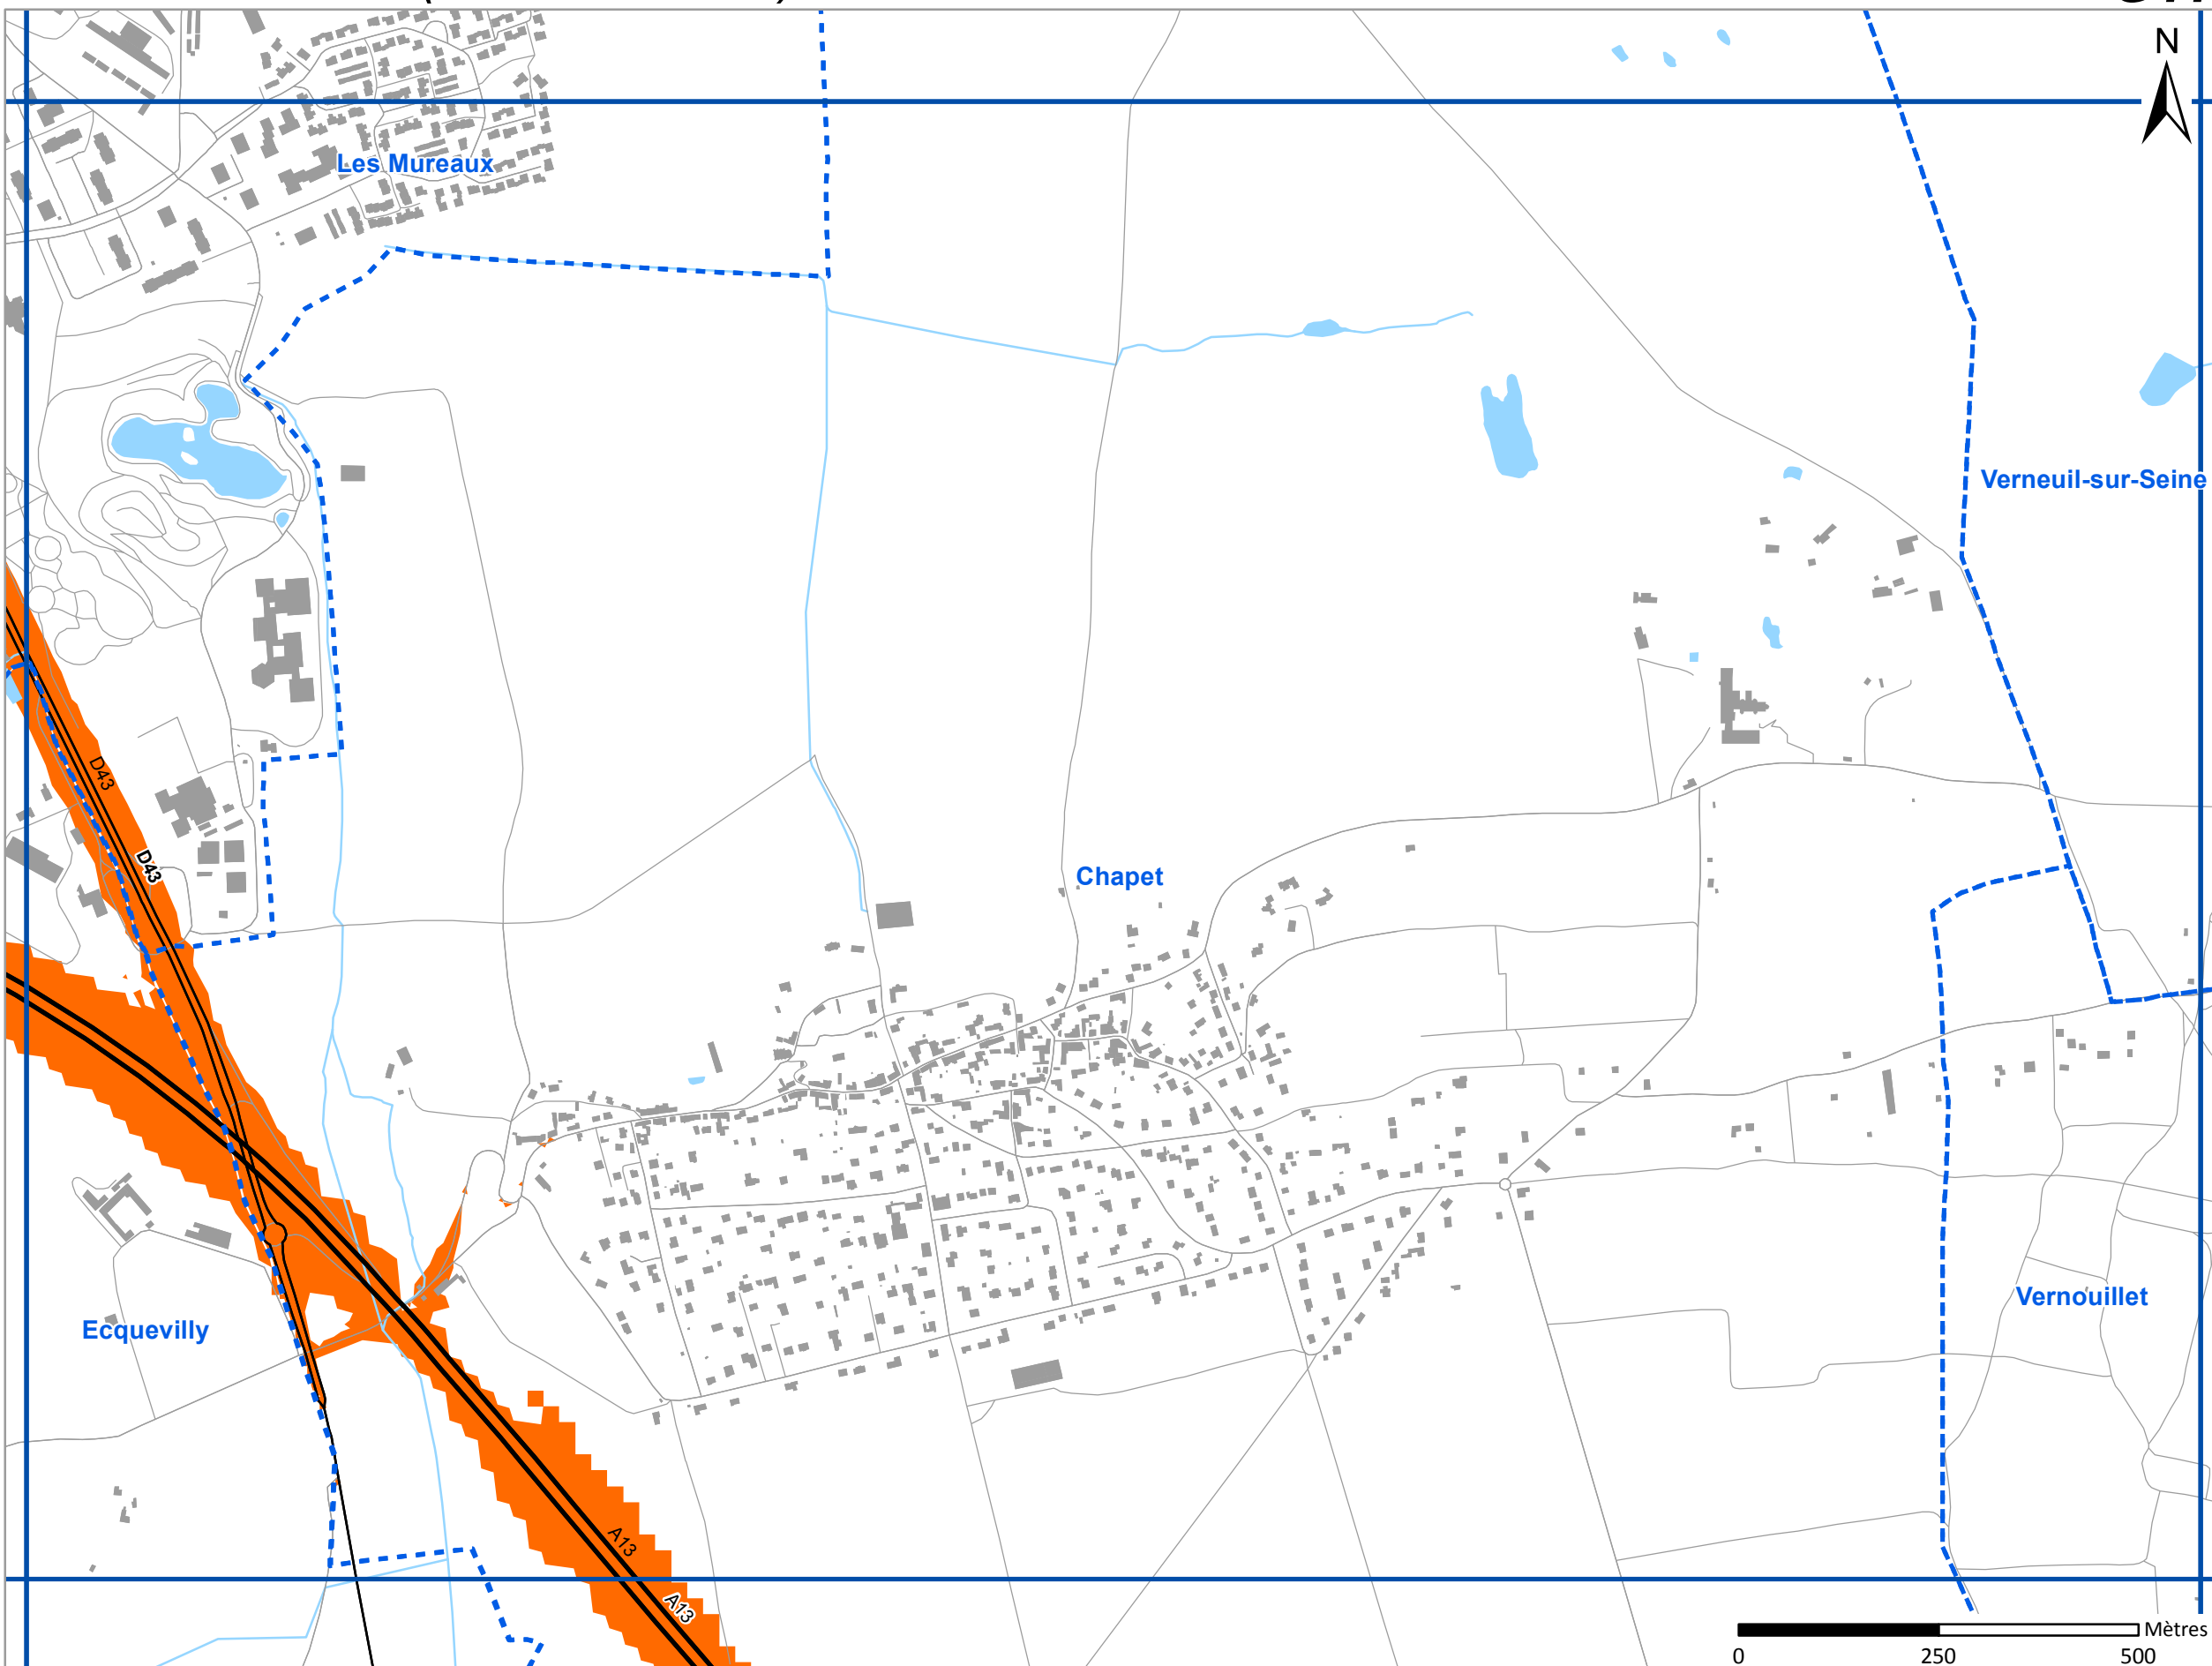 N
Les Mureaux
Verneuil-sur-Seine
D43
D43
Chapet
Vernouillet
Ecquevilly
A13
A13
Mètres
0 250 500